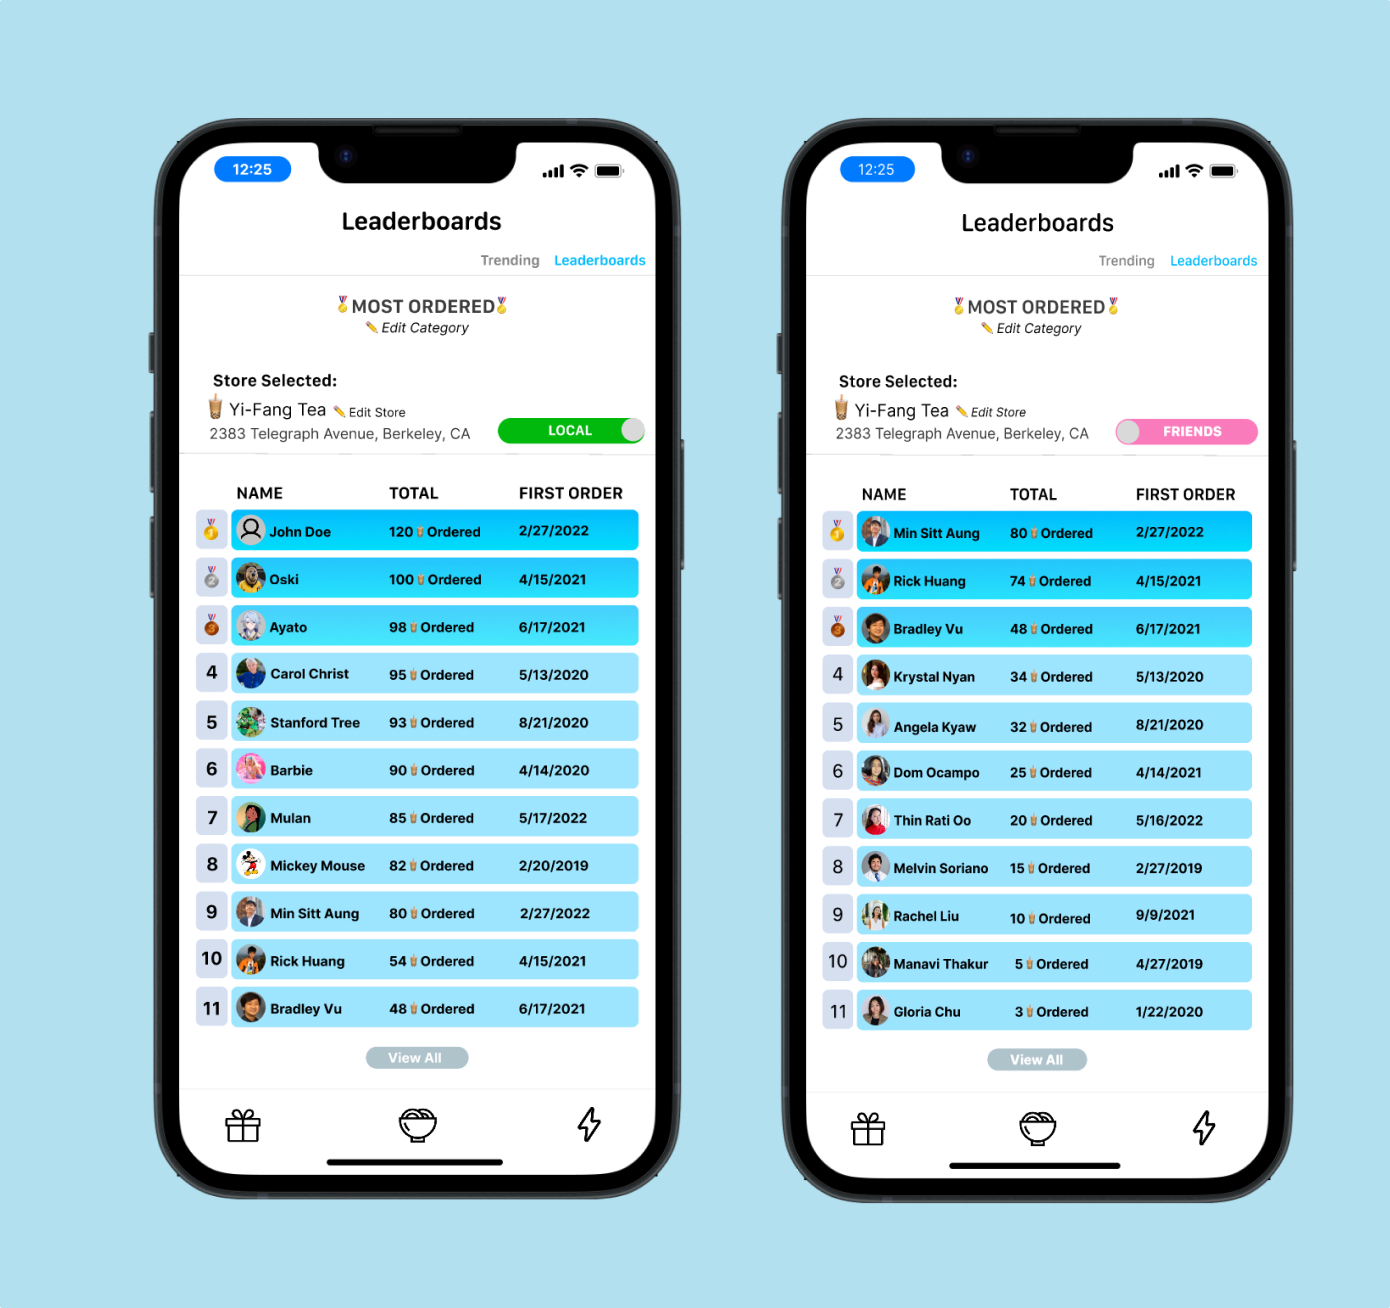 12:25
Leaderboards
Trending Leaderboards
MOST ORDERED
Edit Category
Store Selected:
Yi-Fang Tea Edit Store
2383 Telegraph Avenue, Berkeley, CA LOCAL
NAME TOTAL FIRST ORDER
1 John Doe 120 Ordered 2/27/2022
2 Oski 100 Ordered 4/15/2021
3 Ayato 98 Ordered 6/17/2021
4 Carol Christ 95 Ordered 5/13/2020
5 Stanford Tree 93 Ordered 8/21/2020
6 Barbie 90 Ordered 4/14/2020
7 Mulan 85 Ordered 5/17/2022
8 Mickey Mouse 82 Ordered 2/20/2019
9 Min Sitt Aung 80 Ordered 2/27/2022
10 Rick Huang 54 Ordered 4/15/2021
11 Bradley Vu 48 Ordered 6/17/2021
View All
12:25
Leaderboards
Trending Leaderboards
MOST ORDERED
Edit Category
Store Selected:
Yi-Fang Tea Edit Store
2383 Telegraph Avenue, Berkeley, CA FRIENDS
NAME TOTAL FIRST ORDER
1 Min Sitt Aung 80 Ordered 2/27/2022
2 Rick Huang 74 Ordered 4/15/2021
3 Bradley Vu 48 Ordered 6/17/2021
4 Krystal Nyan 34 Ordered 5/13/2020
5 Angela Kyaw 32 Ordered 8/21/2020
6 Dom Ocampo 25 Ordered 4/14/2021
7 Thin Rati Oo 20 Ordered 5/16/2022
8 Melvin Soriano 15 Ordered 2/27/2019
9 Rachel Liu 10 Ordered 9/9/2021
10 Manavi Thakur 5 Ordered 4/27/2019
11 Gloria Chu 3 Ordered 1/22/2020
View All